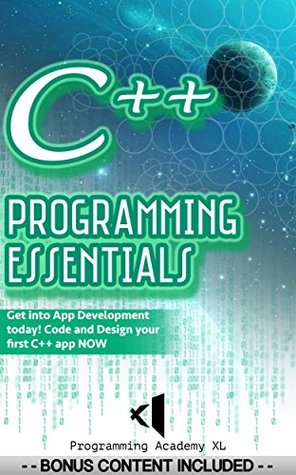 C++
PROGRAMMING
ESSENTIALS
Get into App Development
today! Code and Design your
first C++ app NOW
Programming Academy XL
- - BONUS CONTENT INCLUDED - -